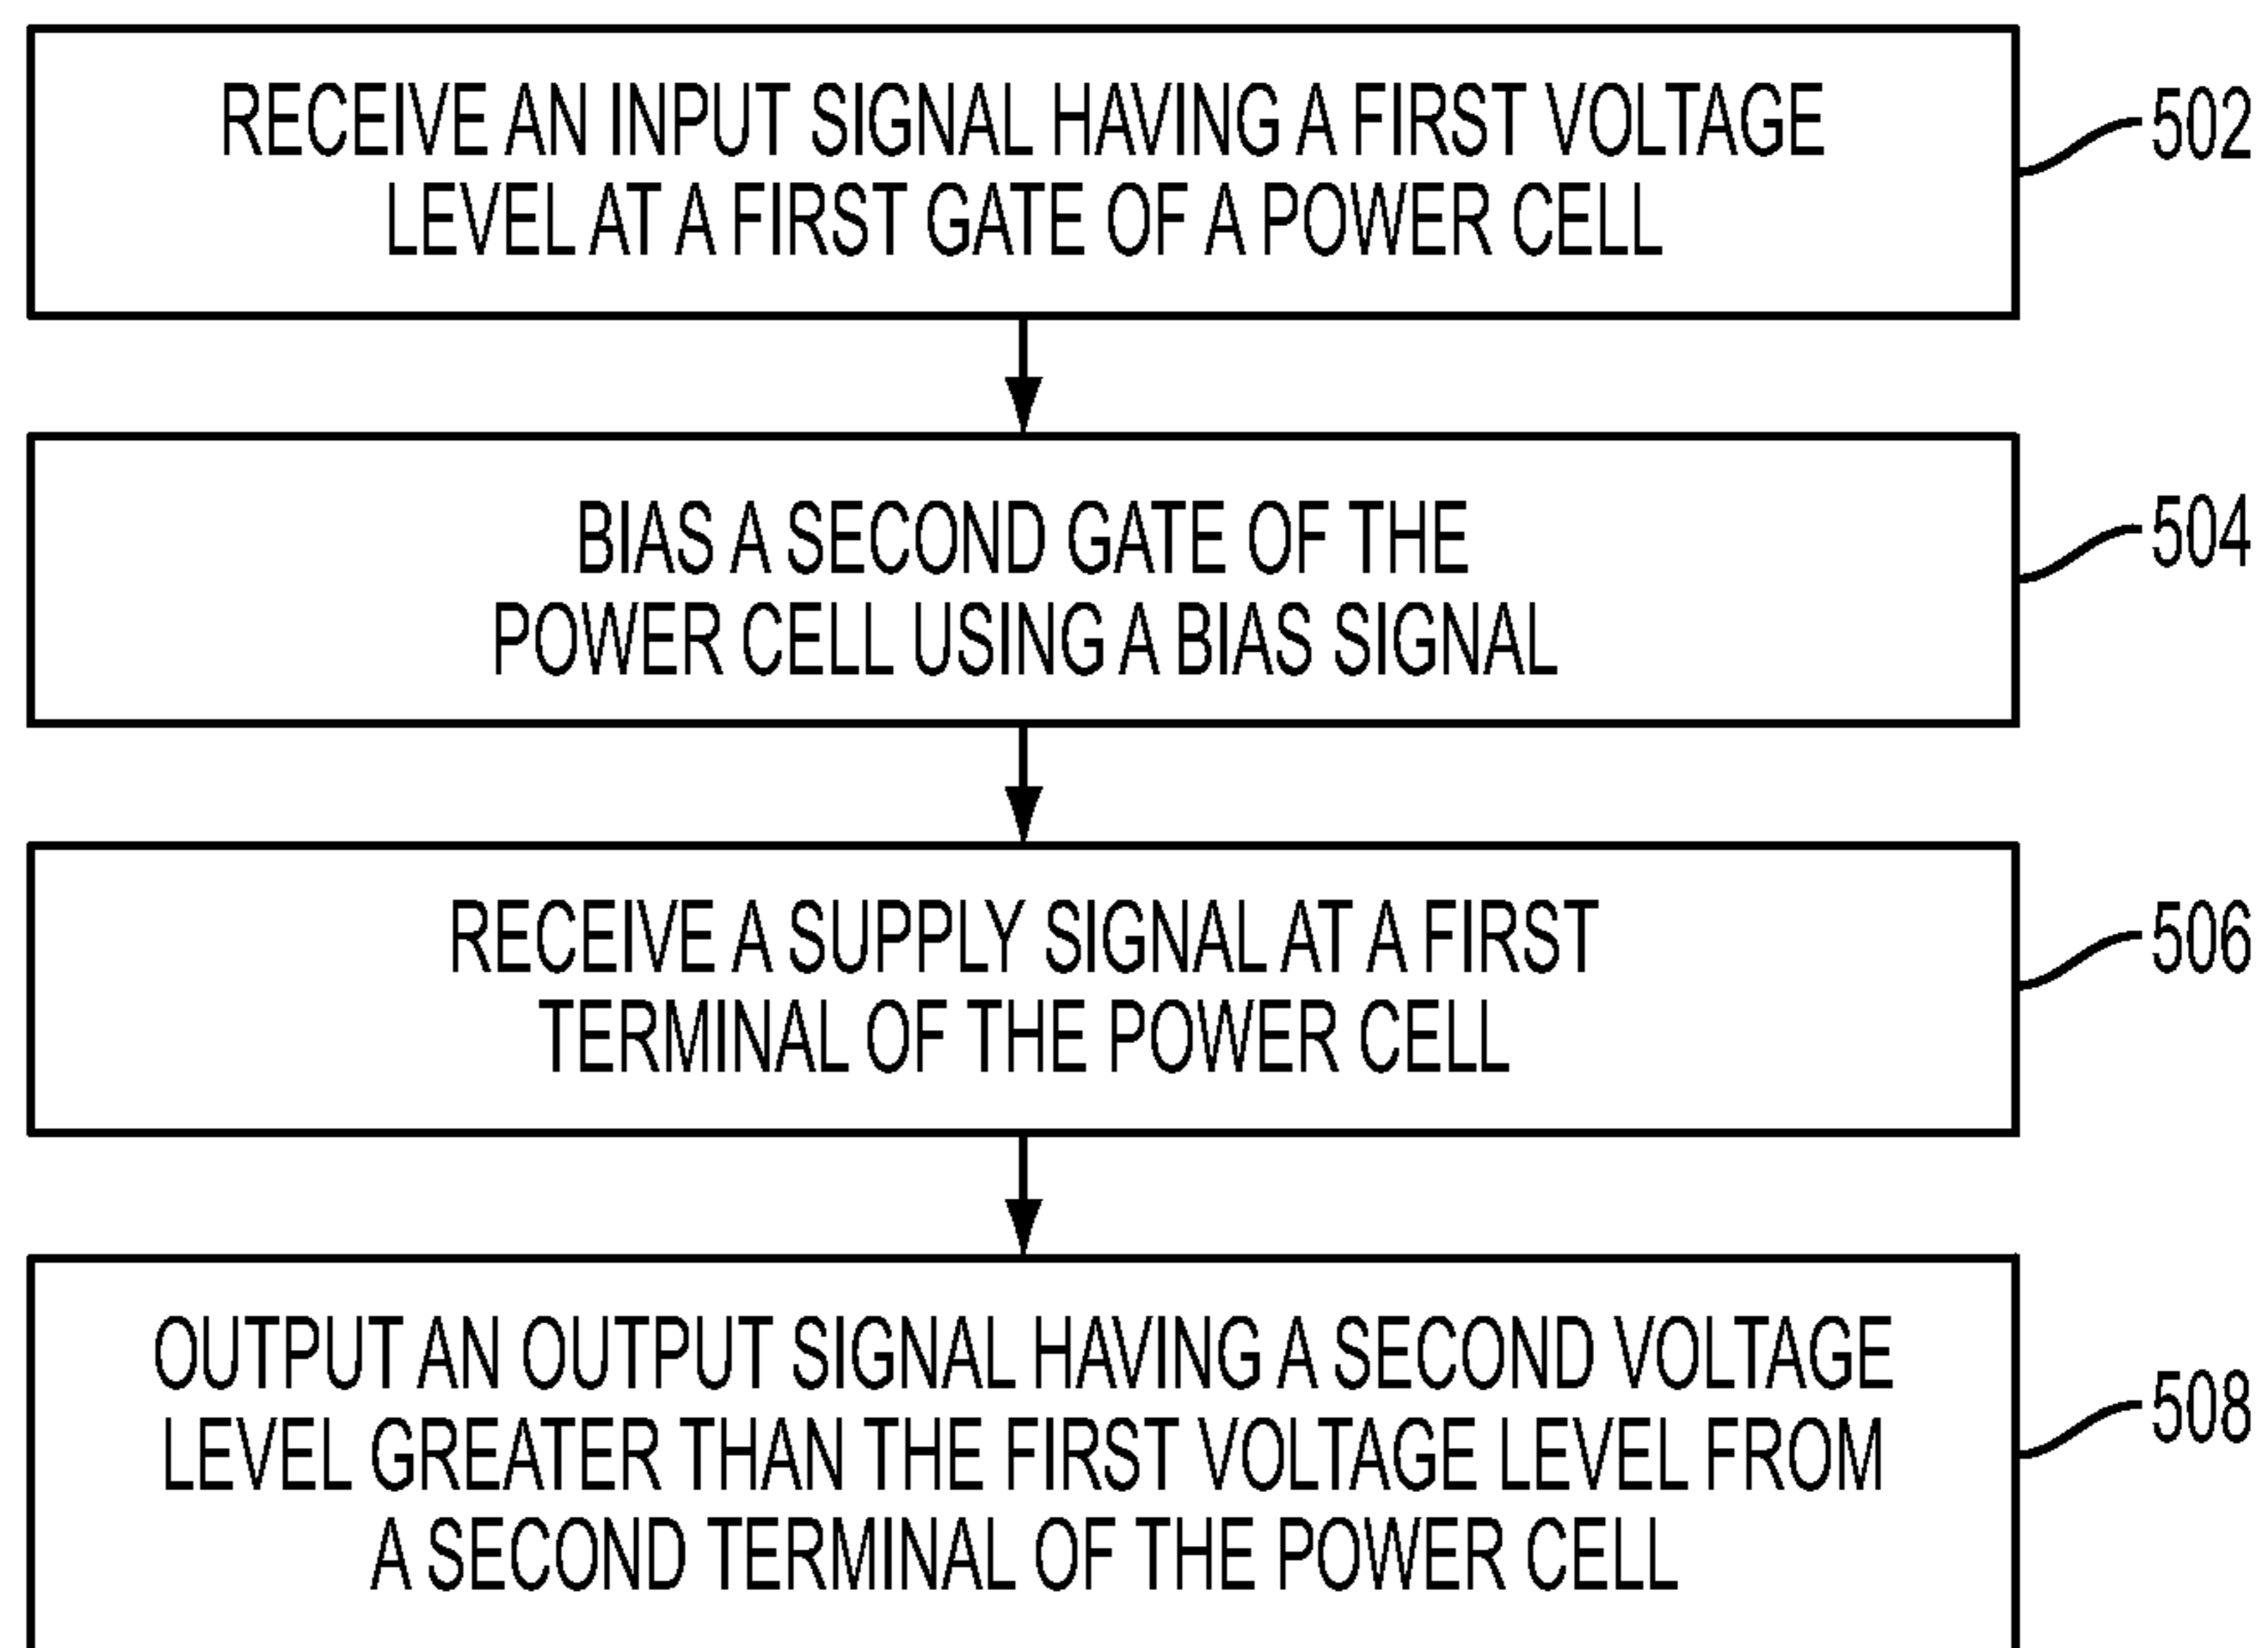 RECEIVE AN INPUT SIGNAL HAVING A FIRST VOLTAGE
LEVEL AT A FIRST GATE OF A POWER CELL
502
BIAS A SECOND GATE OF THE
POWER CELL USING A BIAS SIGNAL
504
RECEIVE A SUPPLY SIGNAL AT A FIRST
TERMINAL OF THE POWER CELL
506
OUTPUT AN OUTPUT SIGNAL HAVING A SECOND VOLTAGE
LEVEL GREATER THAN THE FIRST VOLTAGE LEVEL FROM
A SECOND TERMINAL OF THE POWER CELL
508